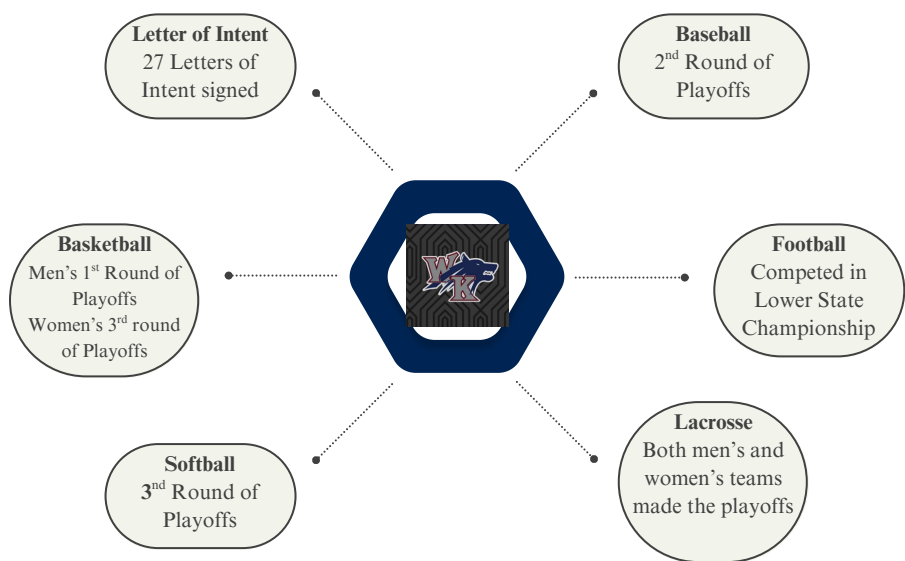 Letter of Intent
27 Letters of
Intent signed
Baseball
2nd Round of
Playoffs
Basketball
Men’s 1st Round of
Playoffs
Women’s 3rd round
of Playoffs
WK
Football
Competed in
Lower State
Championship
Softball
3nd Round of
Playoffs
Lacrosse
Both men’s and
women’s teams
made the playoffs